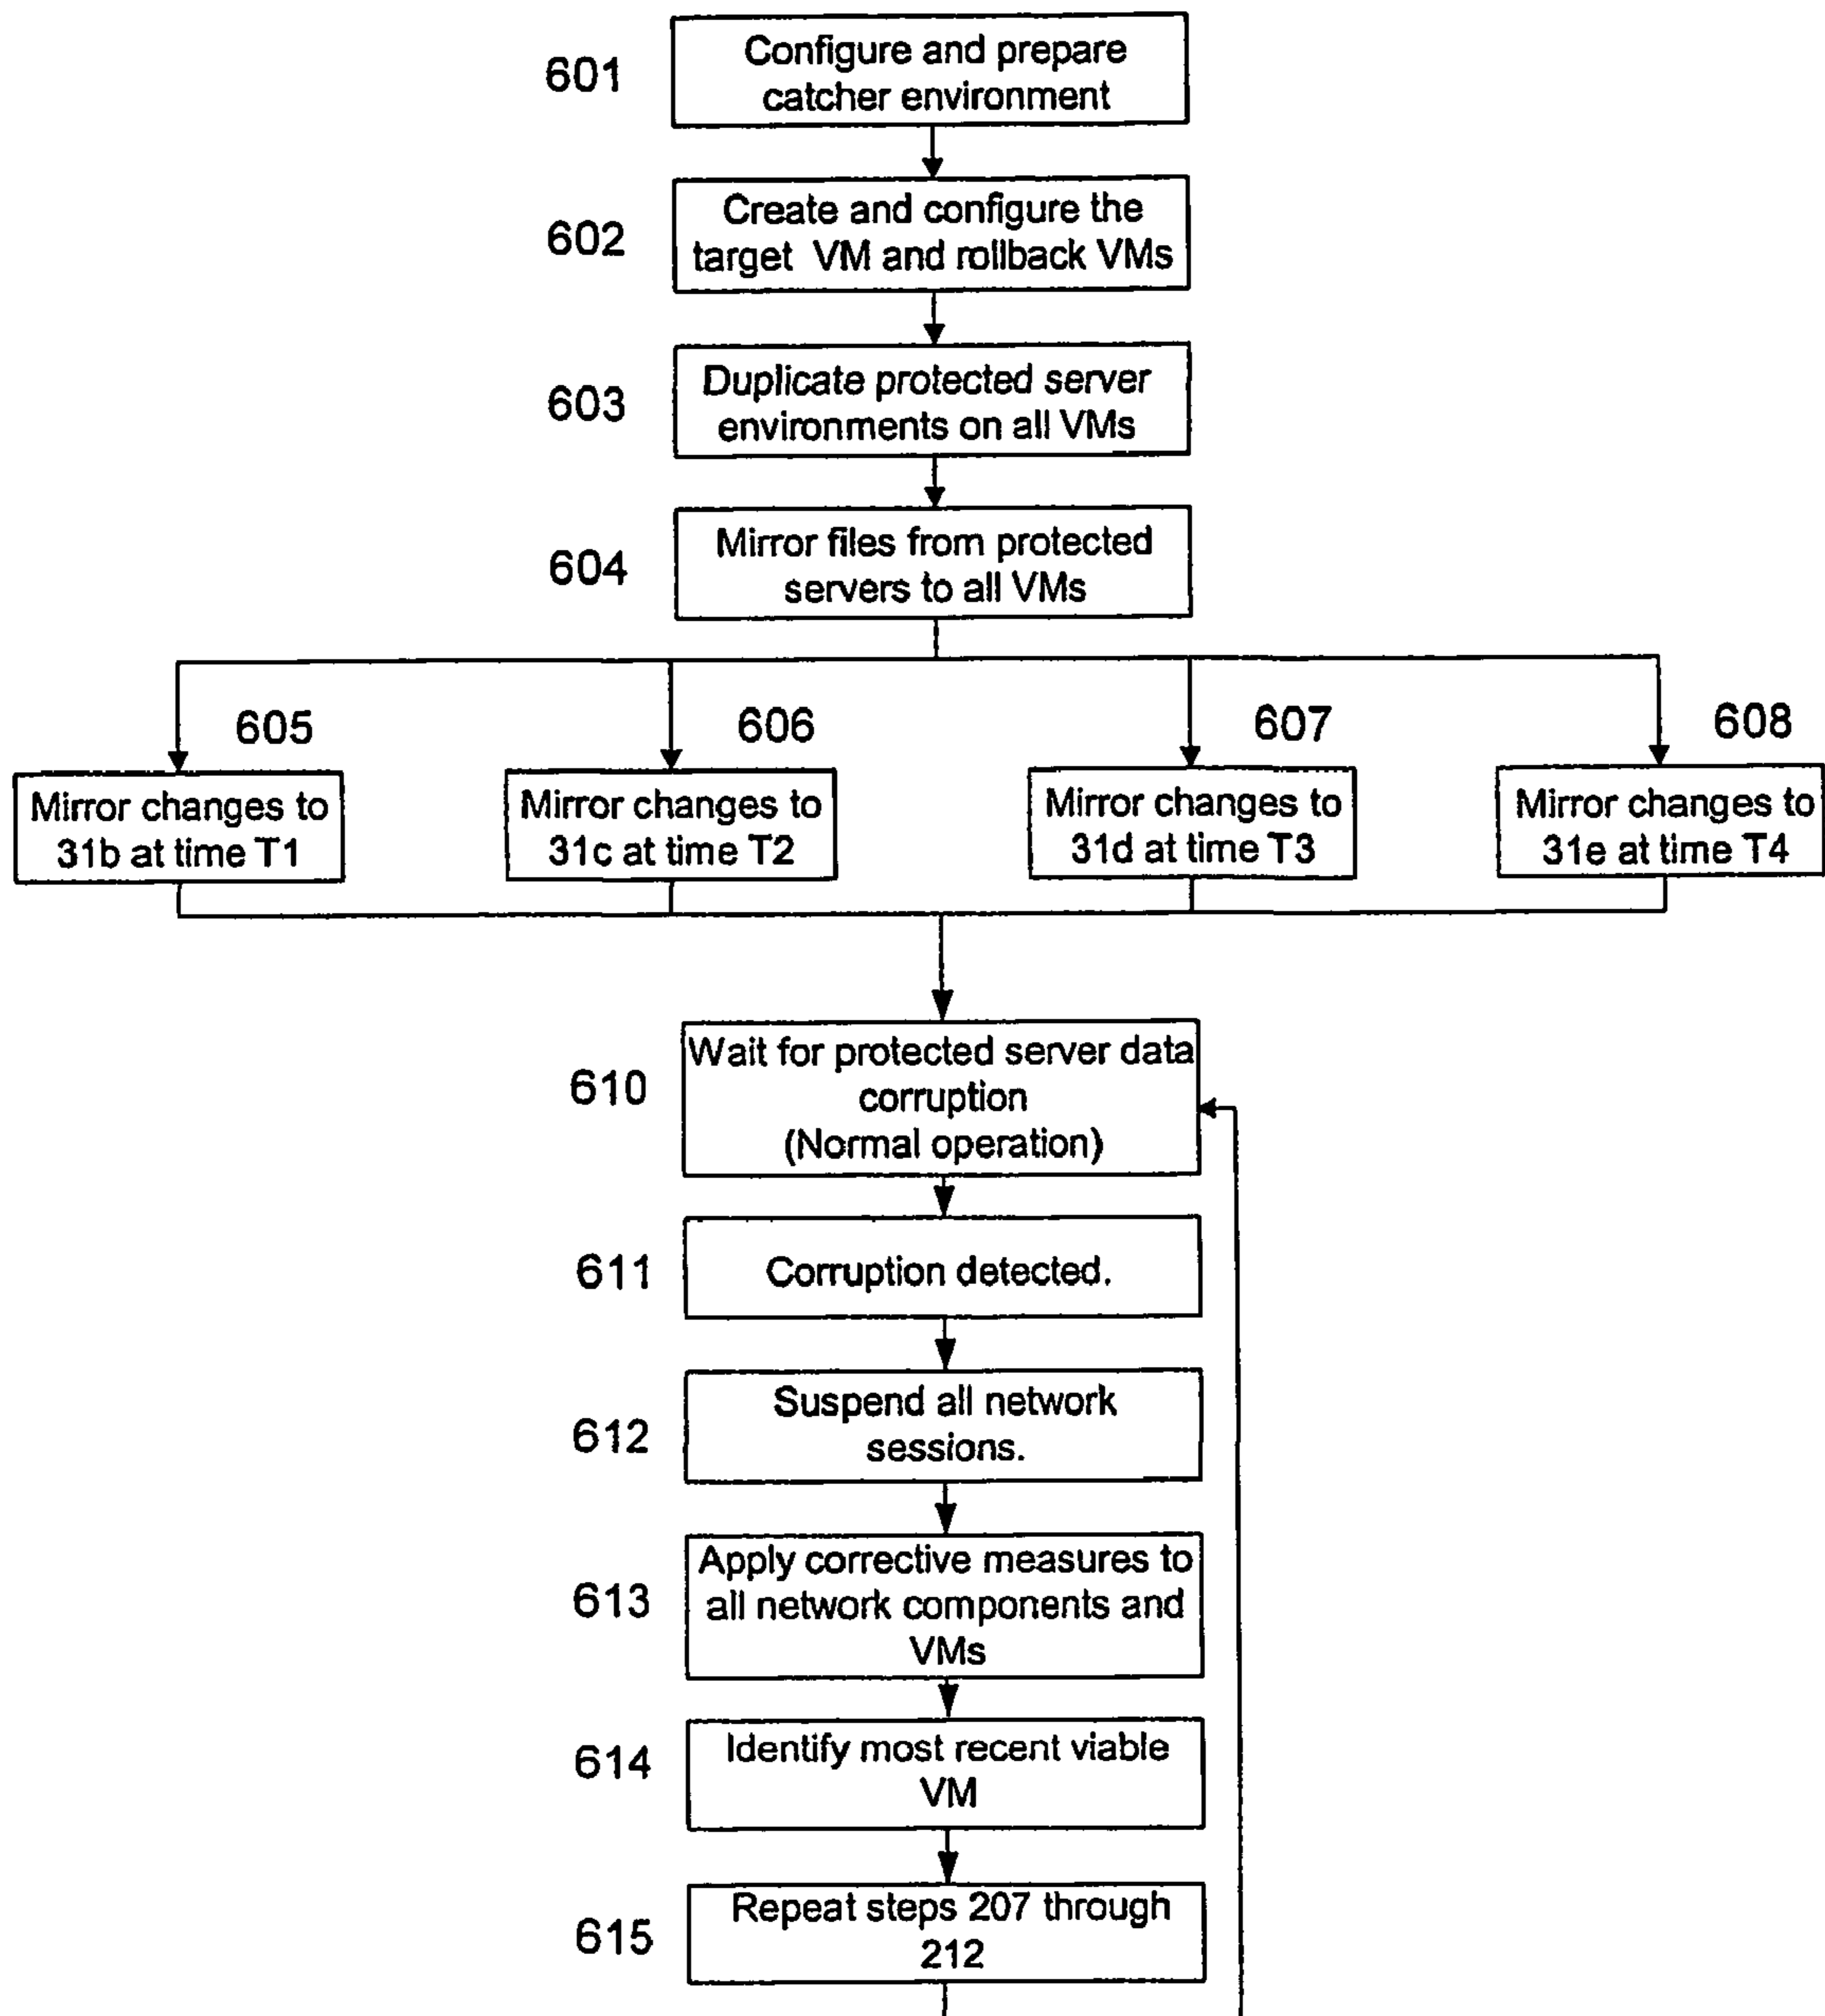 601
Configure and prepare
catcher environment
602
Create and configure the
target VM and rollback VMs
603
Duplicate protected server
environments on all VMs
604
Mirror files from protected
servers to all VMs
605
Mirror changes to
31b at time T1
606
Mirror changes to
31c at time T2
607
Mirror changes to
31d at time T3
608
Mirror changes to
31e at time T4
610
Wait for protected server data
corruption
(Normal operation)
611
Corruption detected.
612
Suspend all network
sessions.
613
Apply corrective measures to
all network components and
VMs
614
Identify most recent viable
VM
615
Repeat steps 207 through
212